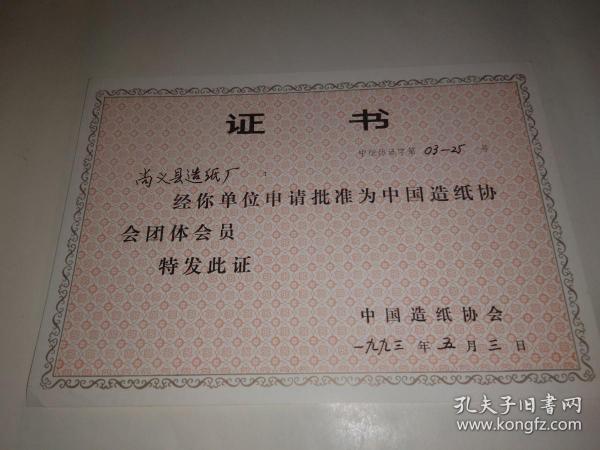 证 书
中纸协证字第 03-25 号
尚义县造纸厂：
经你单位申请批准为中国造纸协
会团体会员
特发此证
中国造纸协会
一九九三年五月三日
孔夫子旧书网
www.kongfz.com